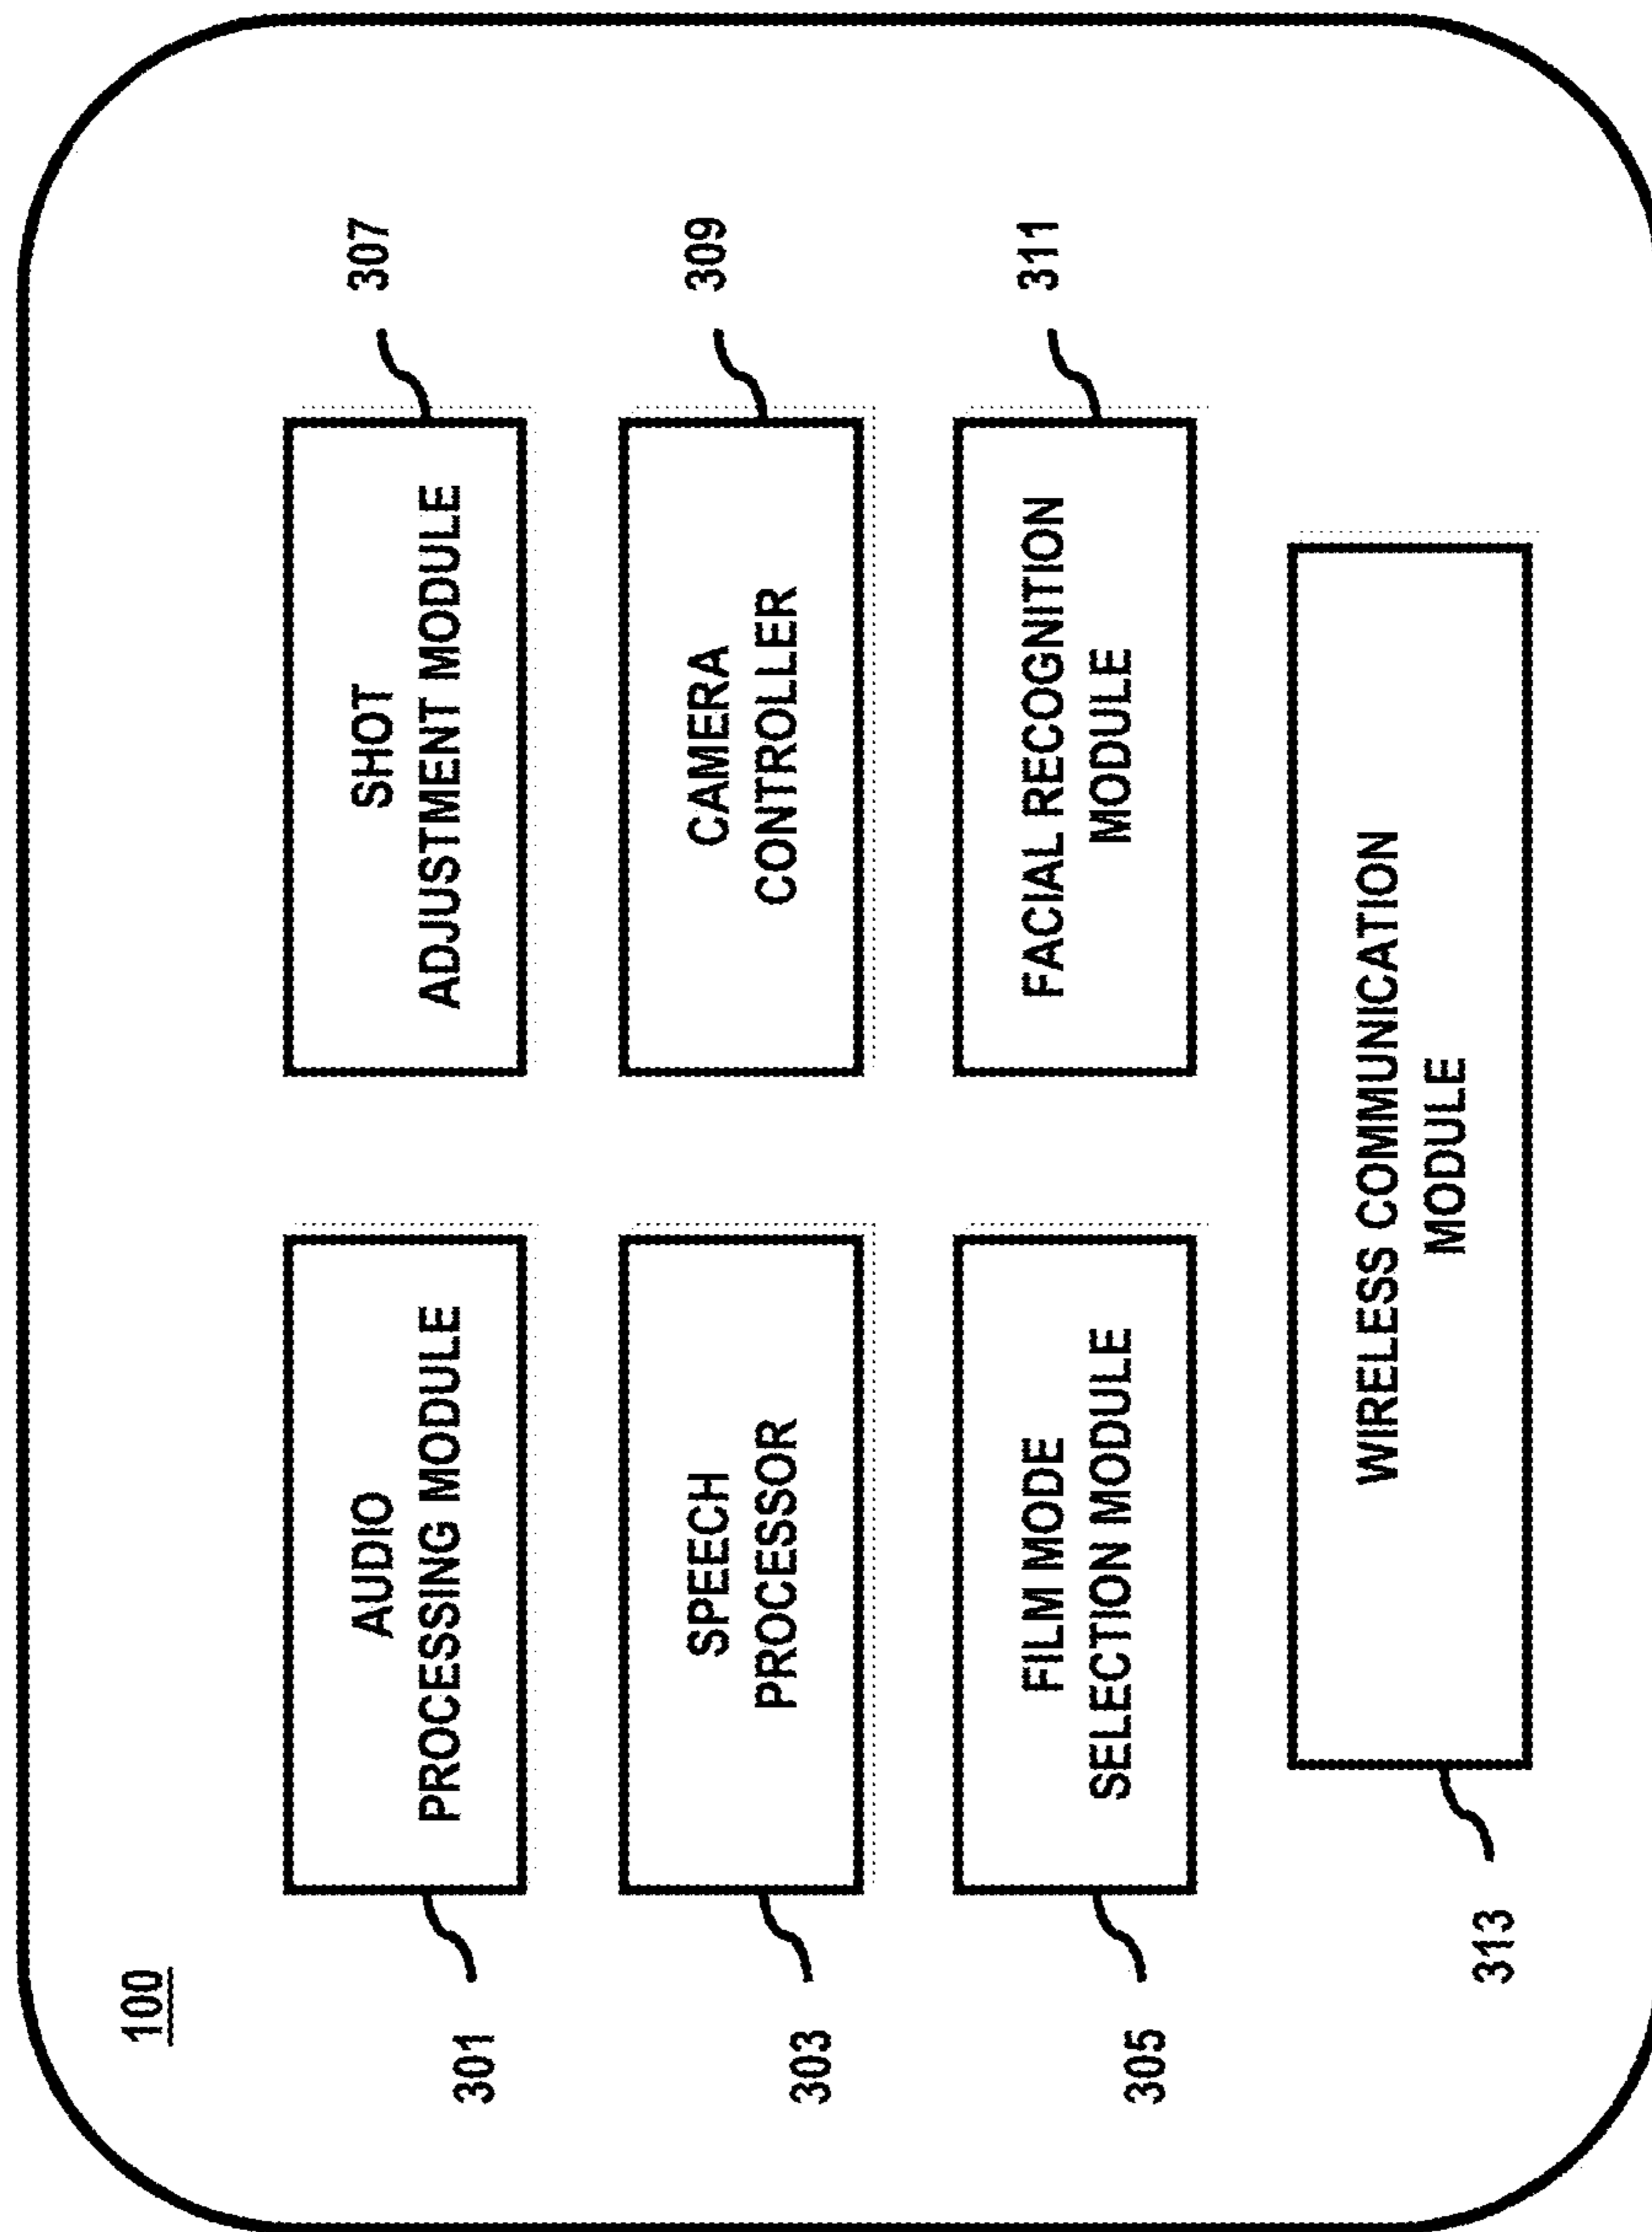 100
301
AUDIO
PROCESSING MODULE
SHOT
ADJUSTMENT MODULE
307
303
SPEECH
PROCESSOR
CAMERA
CONTROLLER
309
305
FILM MODE
SELECTION MODULE
FACIAL RECOGNITION
MODULE
311
313
WIRELESS COMMUNICATION
MODULE